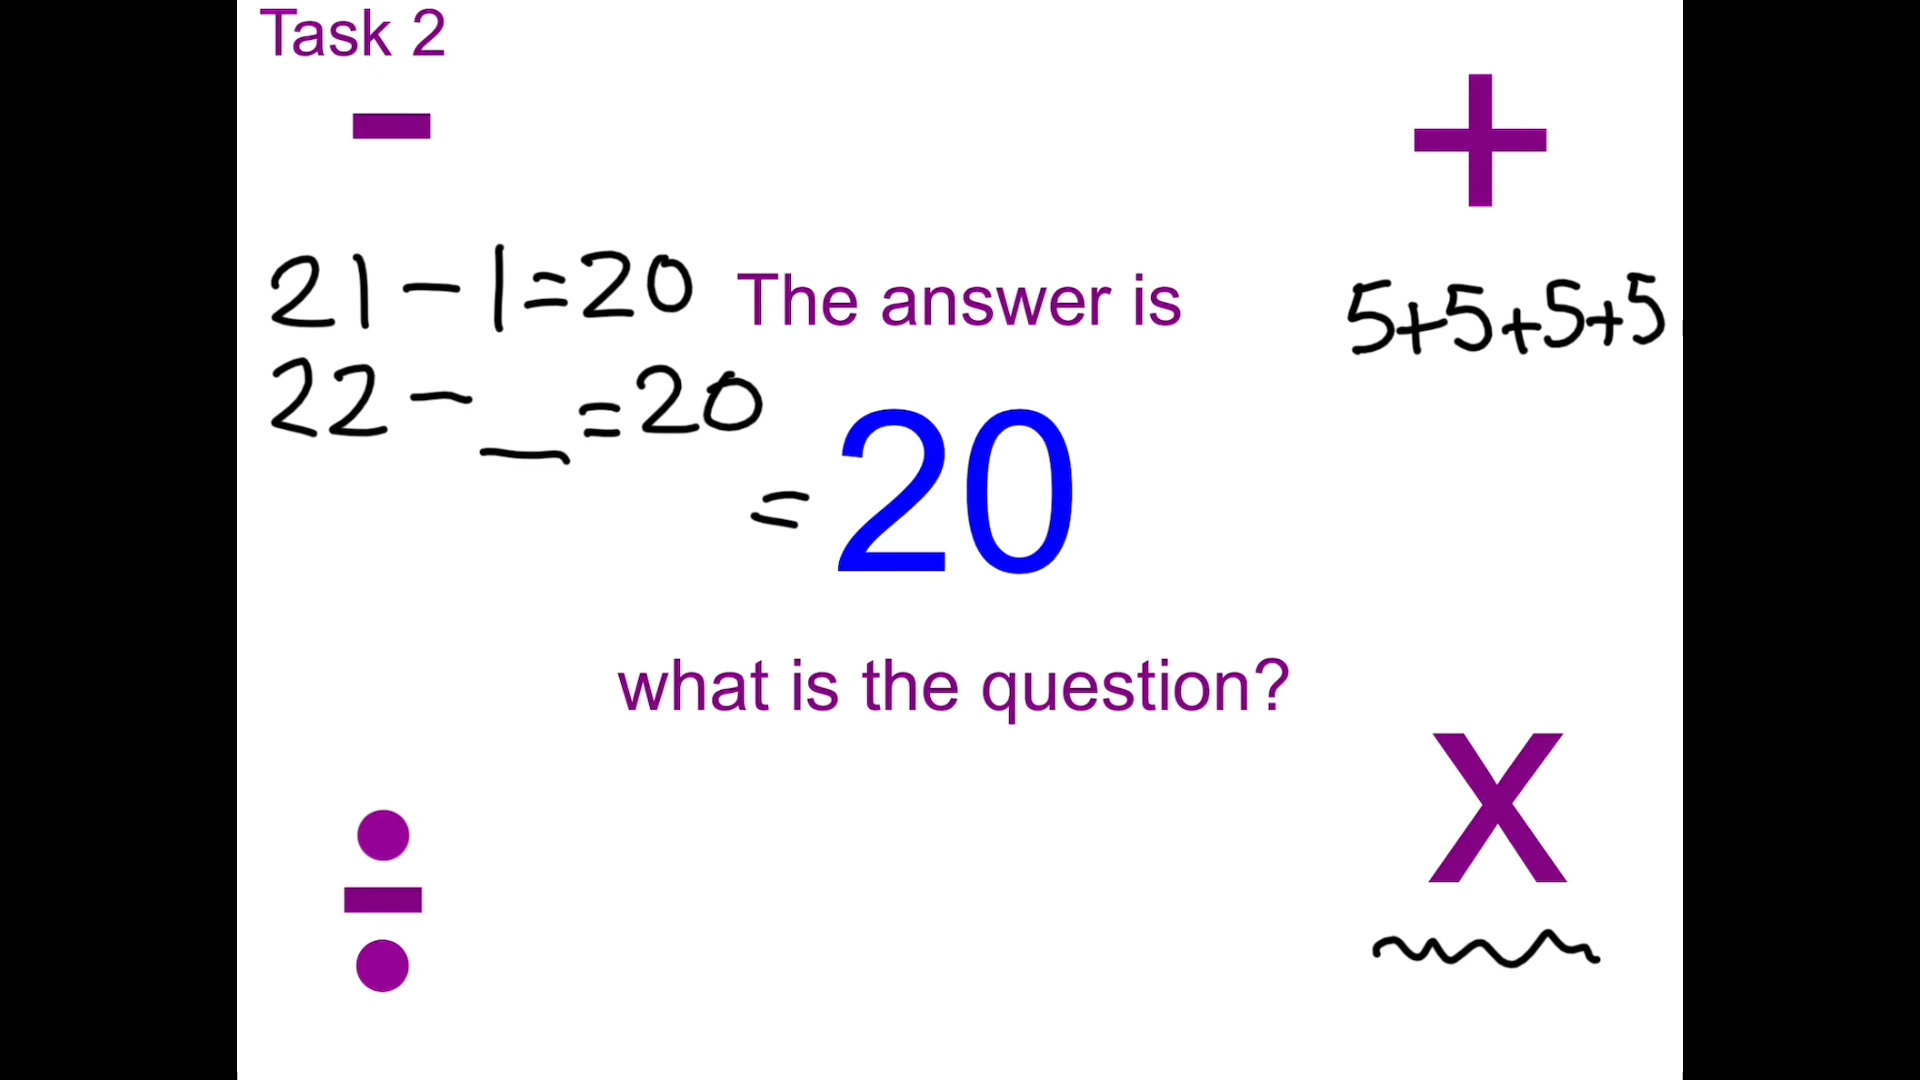 Task 2
-
+
21-1=20
The answer is
5+5+5+5
22-_=20
=20
what is the question?
÷
X